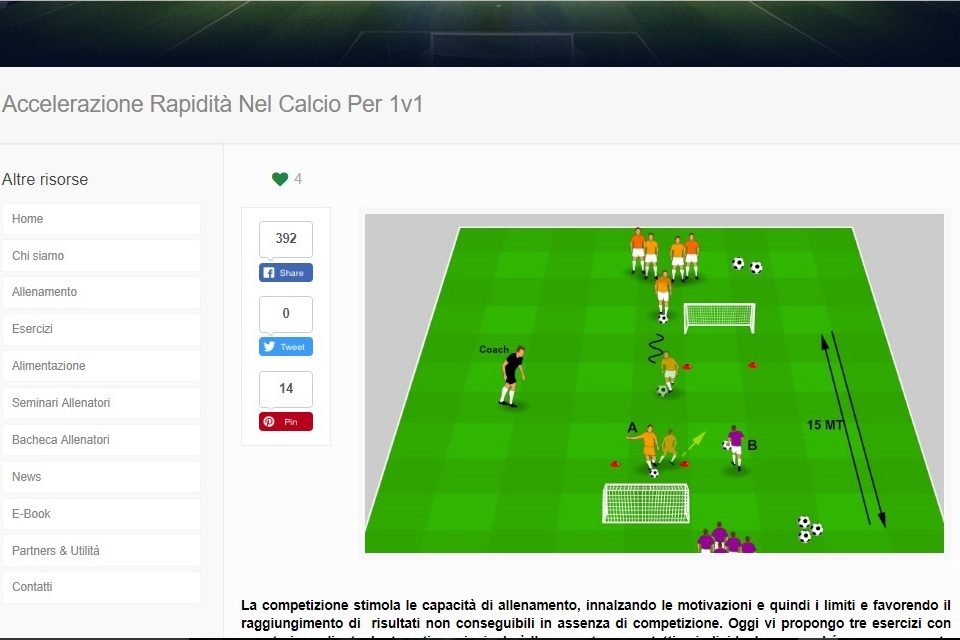 Accelerazione Rapidità Nel Calcio Per 1v1
Altre risorse
Home
Chi siamo
Allenamento
Esercizi
Alimentazione
Seminari Allenatori
Bacheca Allenatori
News
E-Book
Partners & Utilità
Contatti
4
392
Share
0
Tweet
14
Pin
Coach
A
B
15 MT
La competizione stimola le capacità di allenamento, innalzando le motivazioni e quindi i limiti e favorendo il
raggiungimento di risultati non conseguibili in assenza di competizione. Oggi vi propongo tre esercizi con